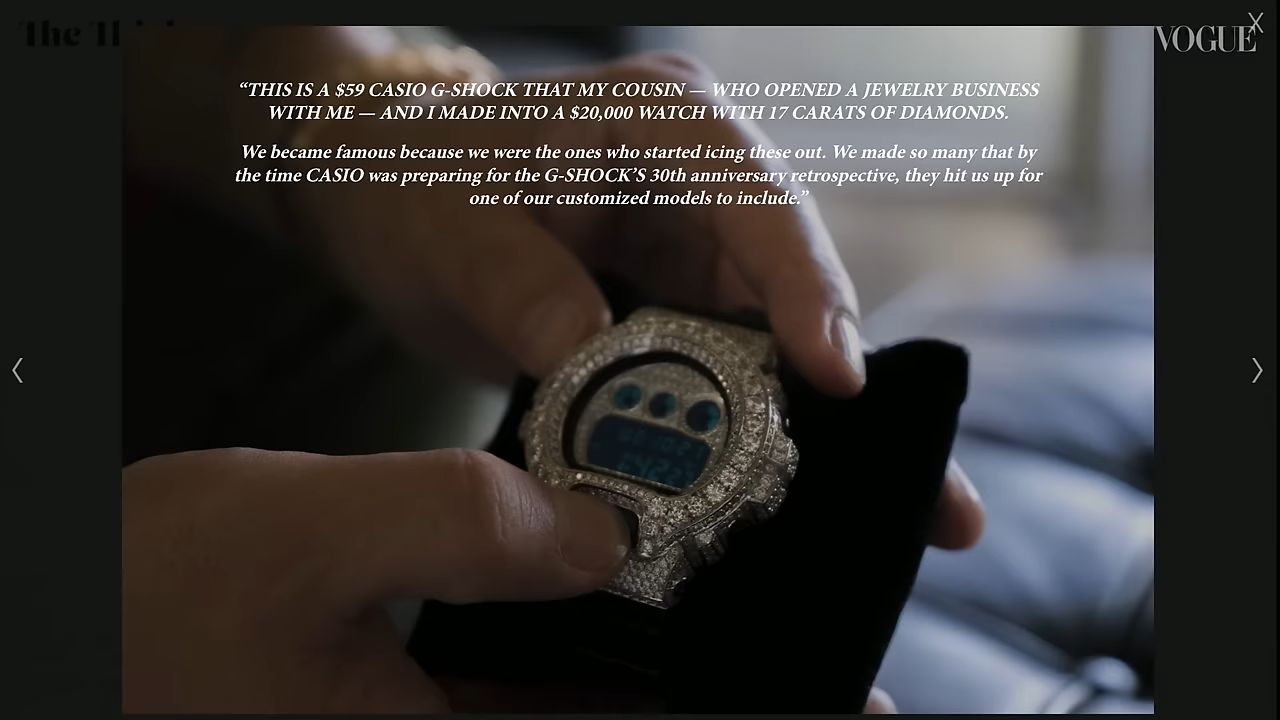 The Thi
VOGUE
X
“THIS IS A $59 CASIO G-SHOCK THAT MY COUSIN — WHO OPENED A JEWELRY BUSINESS
WITH ME — AND I MADE INTO A $20,000 WATCH WITH 17 CARATS OF DIAMONDS.
We became famous because we were the ones who started icing these out. We made so many that by
the time CASIO was preparing for the G-SHOCK’S 30th anniversary retrospective, they hit us up for
one of our customized models to include.”